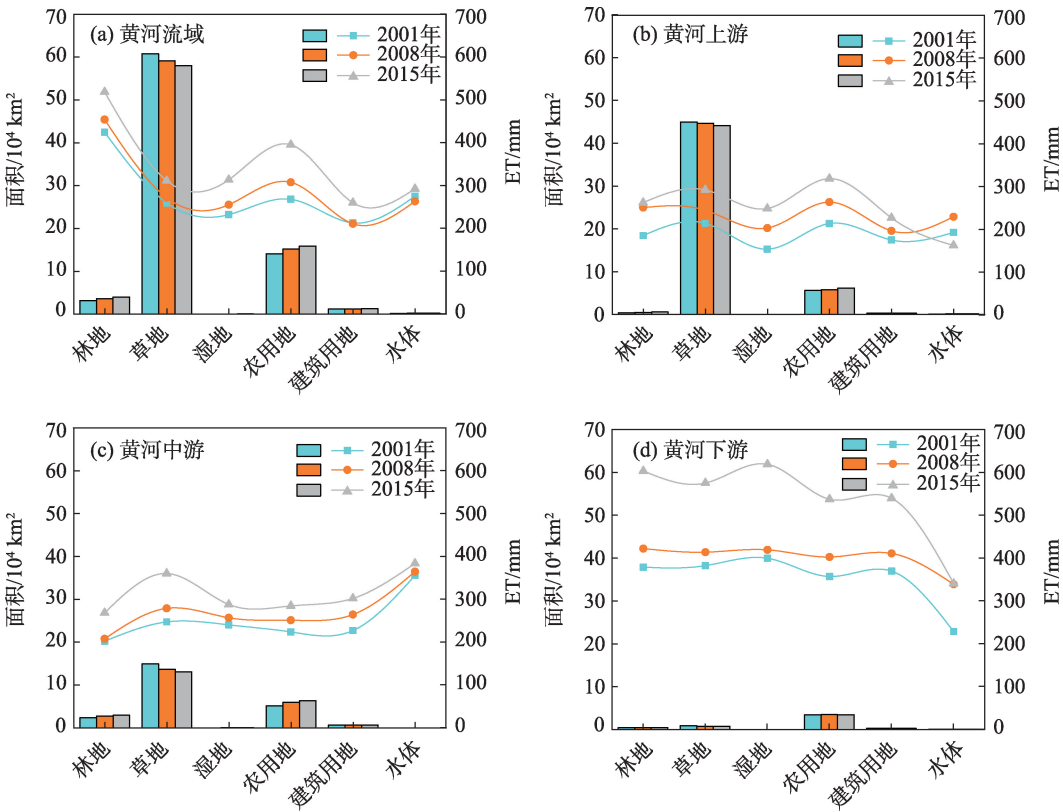 (a) 黄河流域
2001年
2008年
2015年
面积/10⁴ km²
70
60
50
40
30
20
10
0
ET/mm
700
600
500
400
300
200
100
0
林地
草地
湿地
农用地
建筑用地
水体
(b) 黄河上游
2001年
2008年
2015年
面积/10⁴ km²
70
60
50
40
30
20
10
0
ET/mm
700
600
500
400
300
200
100
0
林地
草地
湿地
农用地
建筑用地
水体
(c) 黄河中游
2001年
2008年
2015年
面积/10⁴ km²
70
60
50
40
30
20
10
0
ET/mm
700
600
500
400
300
200
100
0
林地
草地
湿地
农用地
建筑用地
水体
(d) 黄河下游
2001年
2008年
2015年
面积/10⁴ km²
70
60
50
40
30
20
10
0
ET/mm
700
600
500
400
300
200
100
0
林地
草地
湿地
农用地
建筑用地
水体